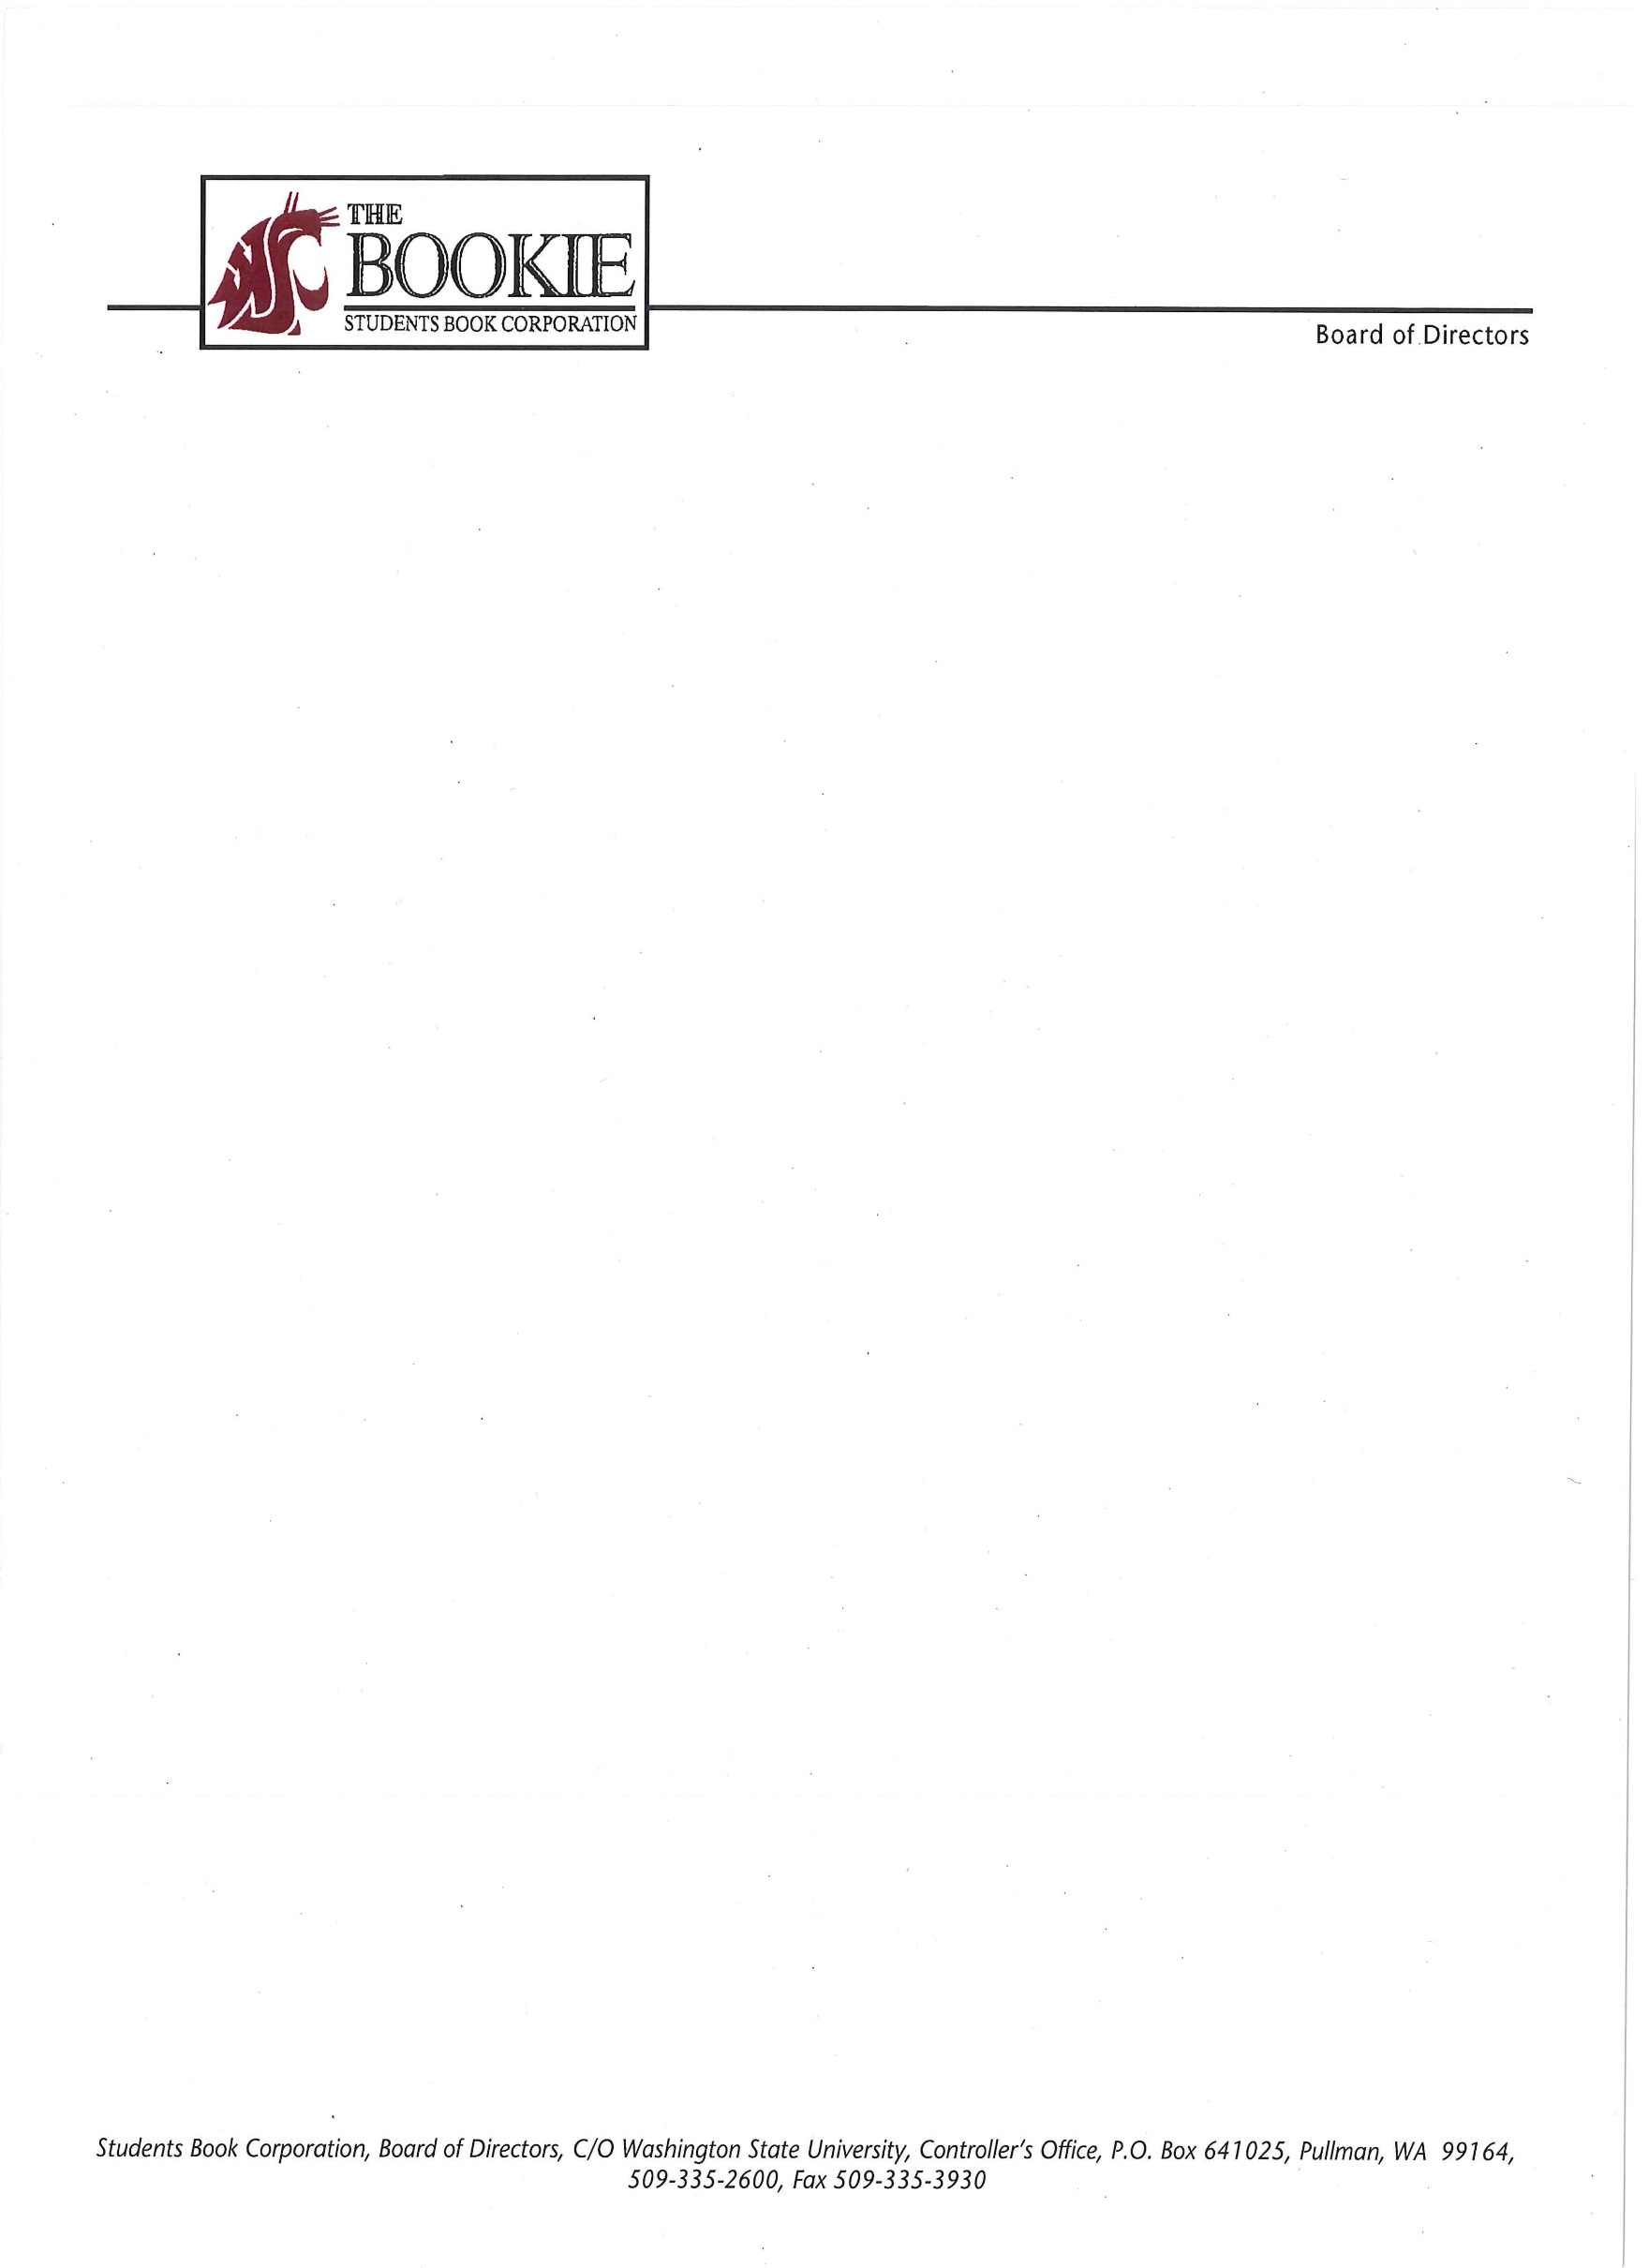 THE
BOOKIE
STUDENTS BOOK CORPORATION
Board of Directors
Students Book Corporation, Board of Directors, C/O Washington State University, Controller's Office, P.O. Box 641025, Pullman, WA 99164,
509-335-2600, Fax 509-335-3930